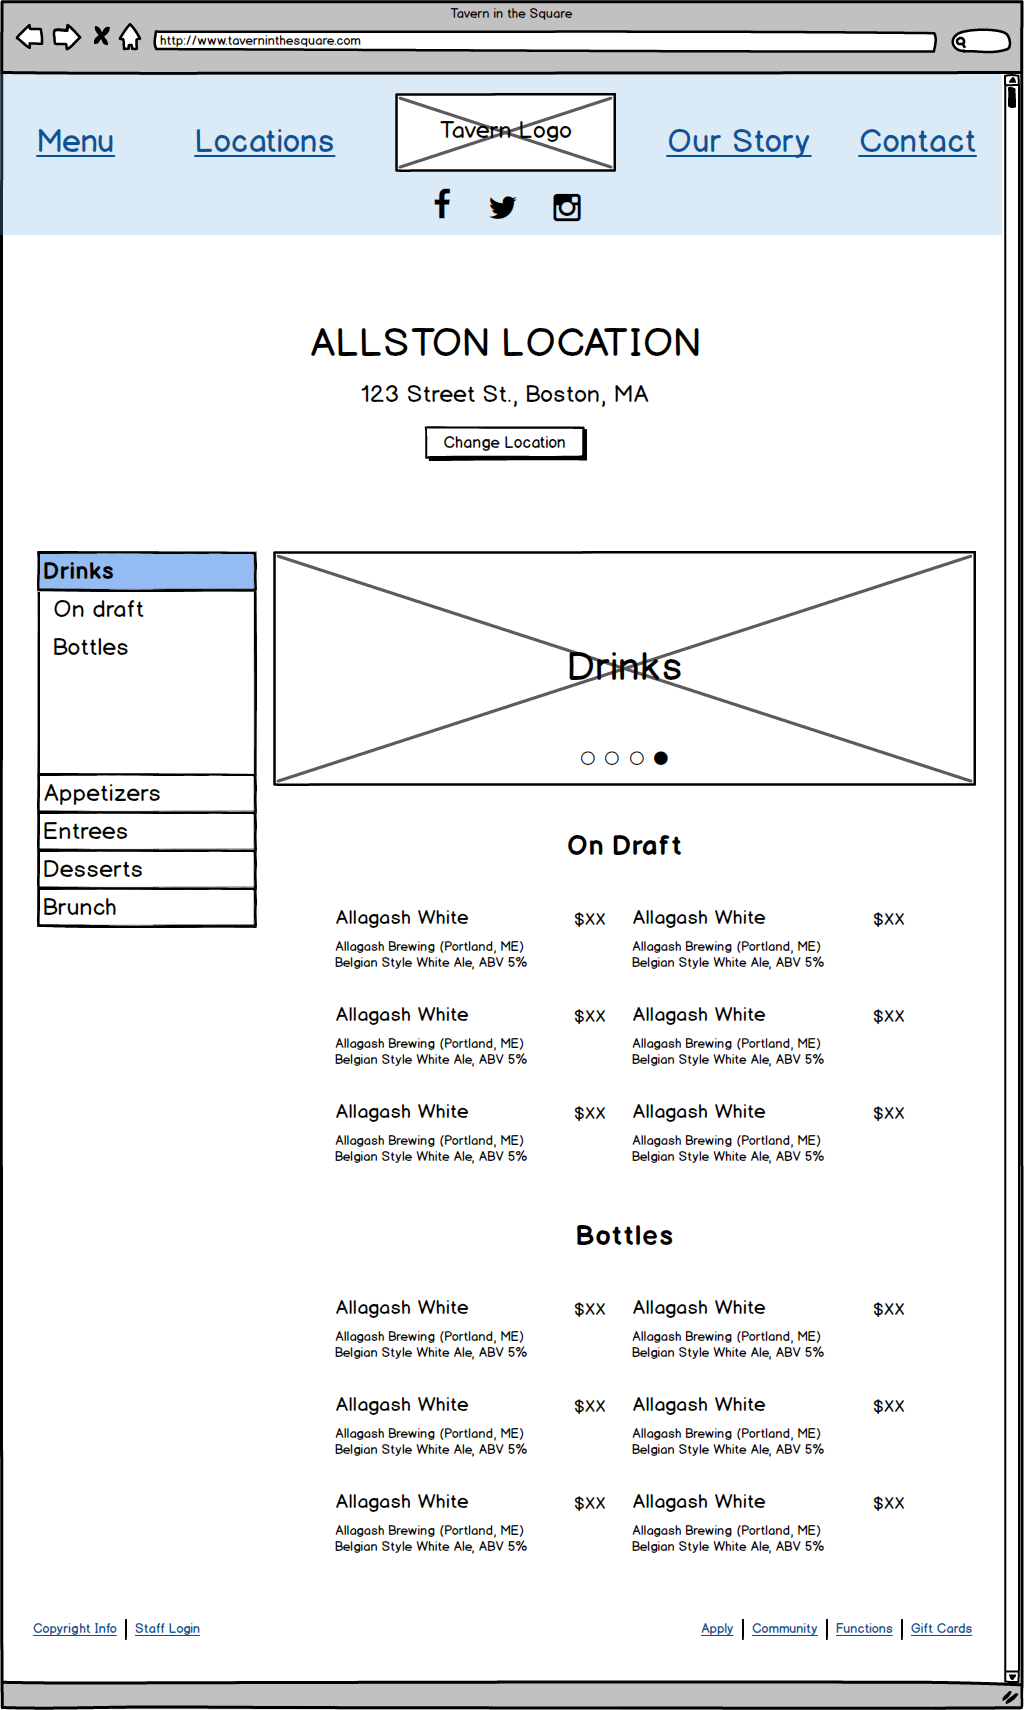 Tavern in the Square
http://www.taverninthesquare.com
Menu
Locations
Tavern Logo
Our Story
Contact
ALLSTON LOCATION
123 Street St., Boston, MA
Change Location
Drinks
On draft
Bottles
Appetizers
Entrees
Desserts
Brunch
Drinks
On Draft
Allagash White $XX Allagash White $XX
Allagash Brewing (Portland, ME) Allagash Brewing (Portland, ME)
Belgian Style White Ale, ABV 5% Belgian Style White Ale, ABV 5%
Allagash White $XX Allagash White $XX
Allagash Brewing (Portland, ME) Allagash Brewing (Portland, ME)
Belgian Style White Ale, ABV 5% Belgian Style White Ale, ABV 5%
Allagash White $XX Allagash White $XX
Allagash Brewing (Portland, ME) Allagash Brewing (Portland, ME)
Belgian Style White Ale, ABV 5% Belgian Style White Ale, ABV 5%
Bottles
Allagash White $XX Allagash White $XX
Allagash Brewing (Portland, ME) Allagash Brewing (Portland, ME)
Belgian Style White Ale, ABV 5% Belgian Style White Ale, ABV 5%
Allagash White $XX Allagash White $XX
Allagash Brewing (Portland, ME) Allagash Brewing (Portland, ME)
Belgian Style White Ale, ABV 5% Belgian Style White Ale, ABV 5%
Allagash White $XX Allagash White $XX
Allagash Brewing (Portland, ME) Allagash Brewing (Portland, ME)
Belgian Style White Ale, ABV 5% Belgian Style White Ale, ABV 5%
Copyright Info | Staff Login
Apply | Community | Functions | Gift Cards